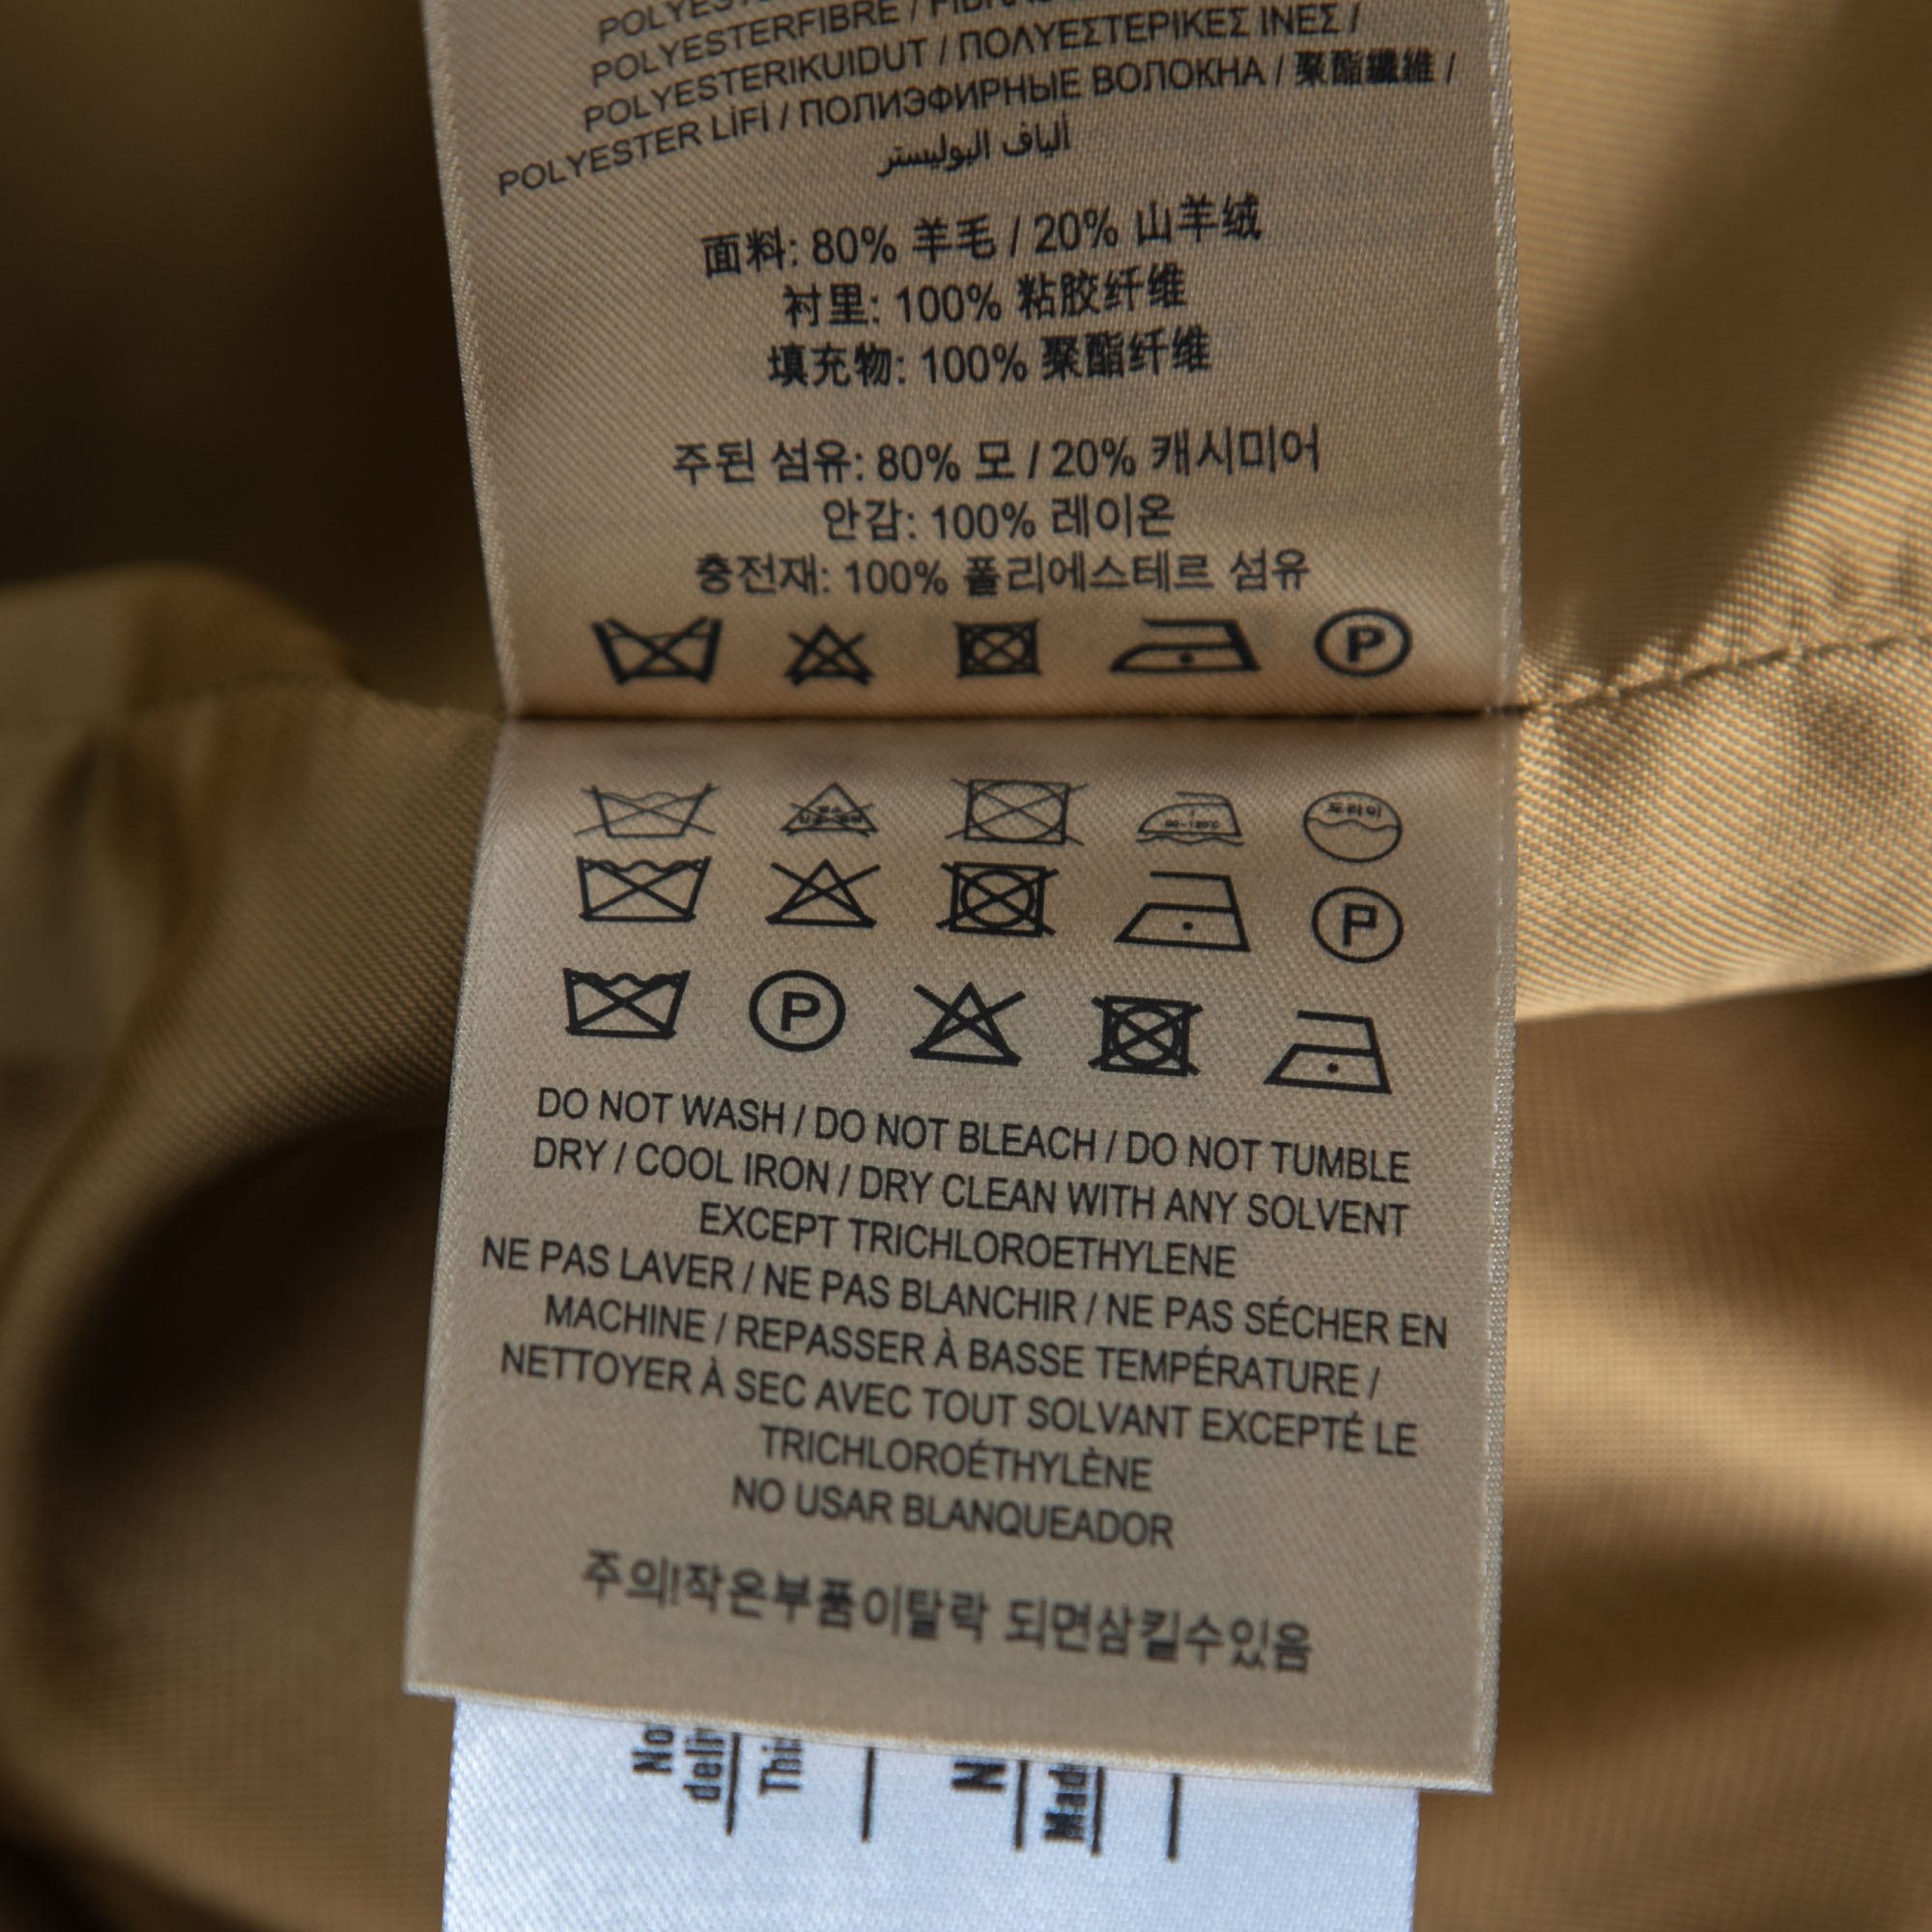 POLYESTERFIBRE /
POLYESTERIKUIDUT / ΠΟΛΥΕΣΤΕΡΙΚΕΣ ΙΝΕΣ /
POLYESTER LİFİ / ПОЛИЭФИРНЫЕ ВОЛОКНА / 聚酯纖維 /
ألياف البوليستر
面料: 80% 羊毛 / 20% 山羊绒
衬里: 100% 粘胶纤维
填充物: 100% 聚酯纤维
주된 섬유: 80% 모 / 20% 캐시미어
안감: 100% 레이온
충전재: 100% 폴리에스테르 섬유
P
드라이
80~120℃
P
P
DO NOT WASH / DO NOT BLEACH / DO NOT TUMBLE
DRY / COOL IRON / DRY CLEAN WITH ANY SOLVENT
EXCEPT TRICHLOROETHYLENE
NE PAS LAVER / NE PAS BLANCHIR / NE PAS SÉCHER EN
MACHINE / REPASSER À BASSE TEMPÉRATURE /
NETTOYER À SEC AVEC TOUT SOLVANT EXCEPTÉ LE
TRICHLOROÉTHYLÈNE
NO USAR BLANQUEADOR
주의!작은부품이탈락 되면삼킬수있음